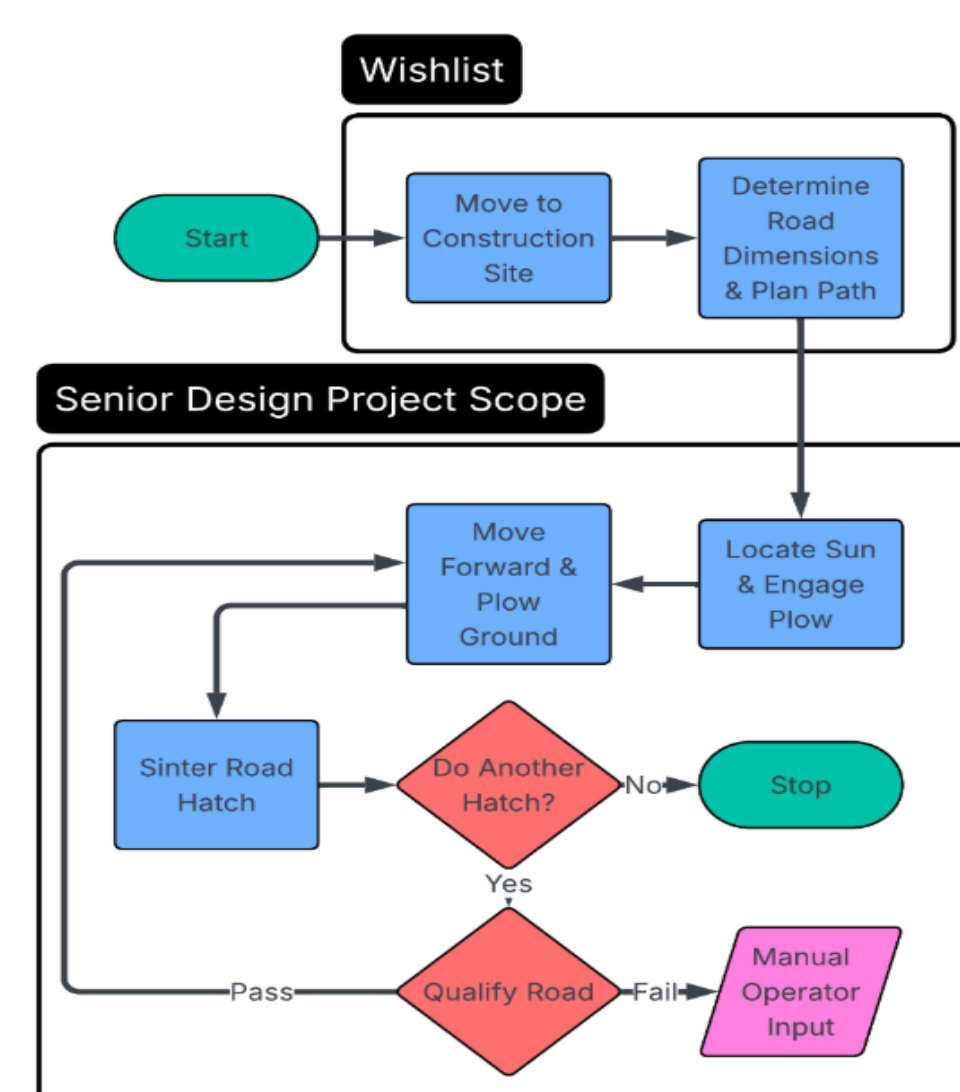 Wishlist
Start
Move to
Construction
Site
Determine
Road
Dimensions
& Plan Path
Senior Design Project Scope
Locate Sun
& Engage
Plow
Move
Forward &
Plow
Ground
Sinter Road
Hatch
Do Another
Hatch?
No
Stop
Yes
Qualify Road
Pass
Fail
Manual
Operator
Input